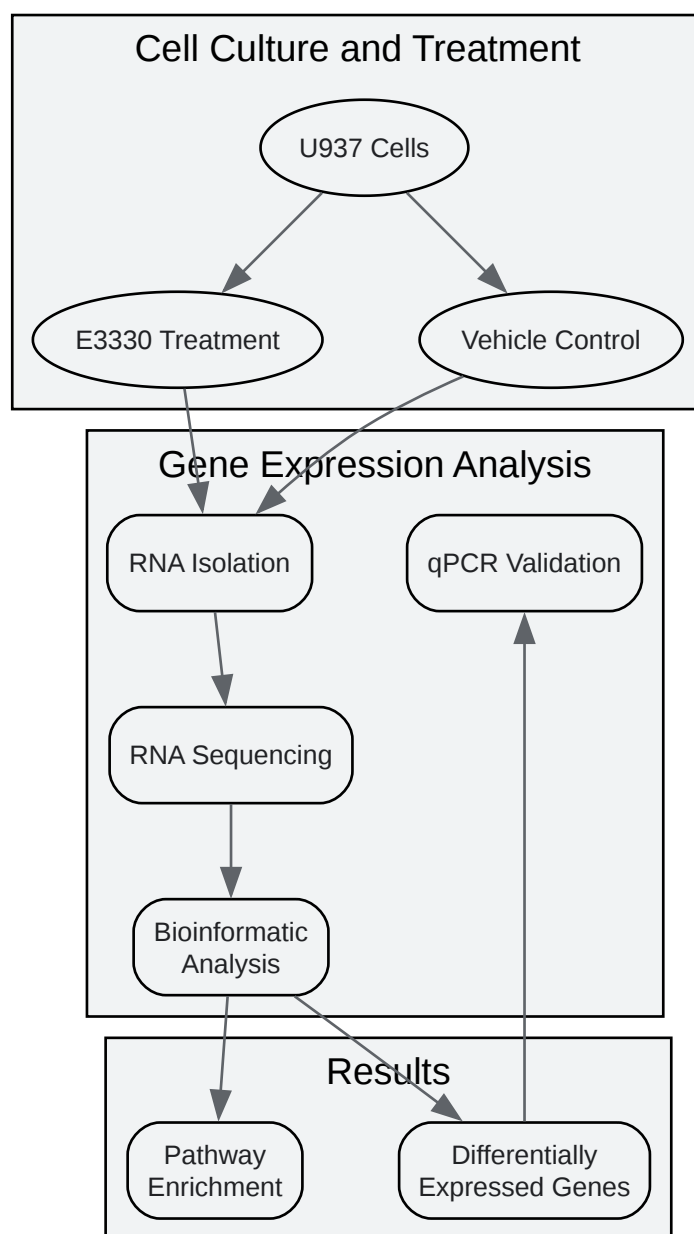 Cell Culture and Treatment
U937 Cells
E3330 Treatment
Vehicle Control
Gene Expression Analysis
RNA Isolation
qPCR Validation
RNA Sequencing
Bioinformatic
Analysis
Results
Pathway
Enrichment
Differentially
Expressed Genes